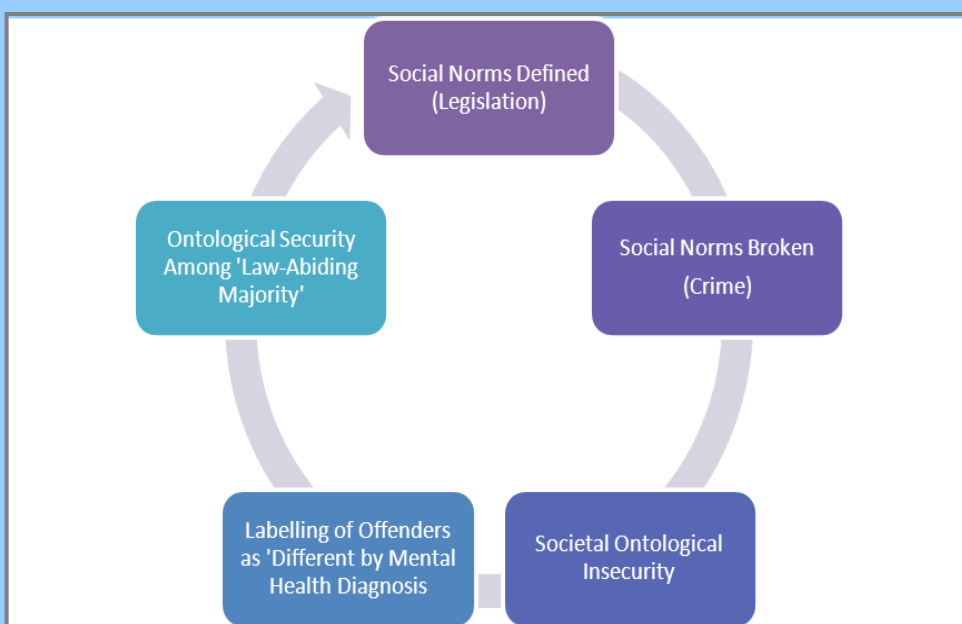 Social Norms Defined
(Legislation)
Social Norms Broken
(Crime)
Societal Ontological
Insecurity
Labelling of Offenders
as 'Different by Mental
Health Diagnosis
Ontological Security
Among 'Law-Abiding
Majority'